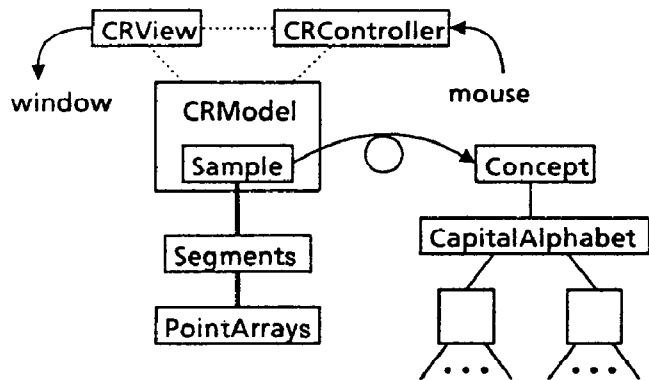 CRView
CRController
window
mouse
CRModel
Sample
Concept
Segments
CapitalAlphabet
PointArrays
• • •
• • •